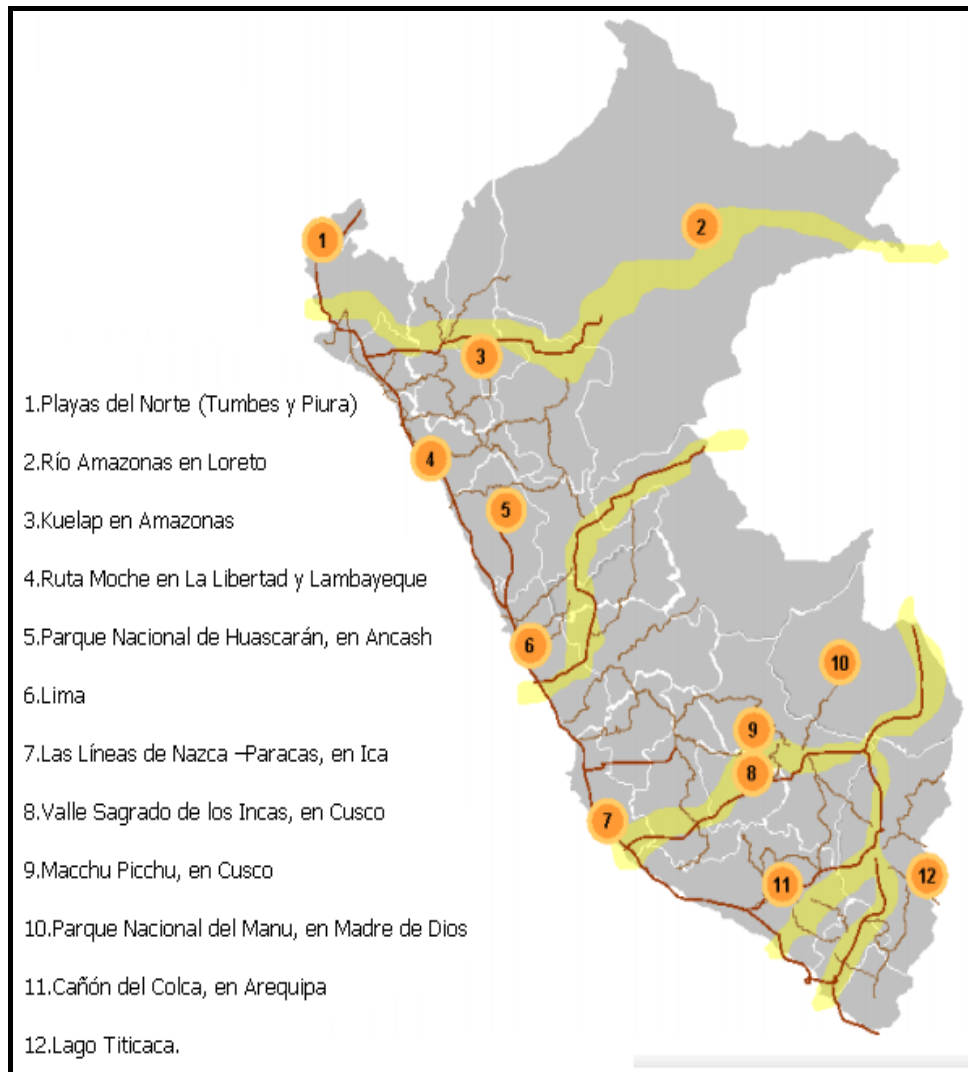 1
2
3
4
5
6
7
8
9
10
11
12
1.Playas del Norte (Tumbes y Piura)
2.Río Amazonas en Loreto
3.Kuelap en Amazonas
4.Ruta Moche en La Libertad y Lambayeque
5.Parque Nacional de Huascarán, en Ancash
6.Lima
7.Las Líneas de Nazca –Paracas, en Ica
8.Valle Sagrado de los Incas, en Cusco
9.Macchu Picchu, en Cusco
10.Parque Nacional del Manu, en Madre de Dios
11.Cañón del Colca, en Arequipa
12.Lago Titicaca.